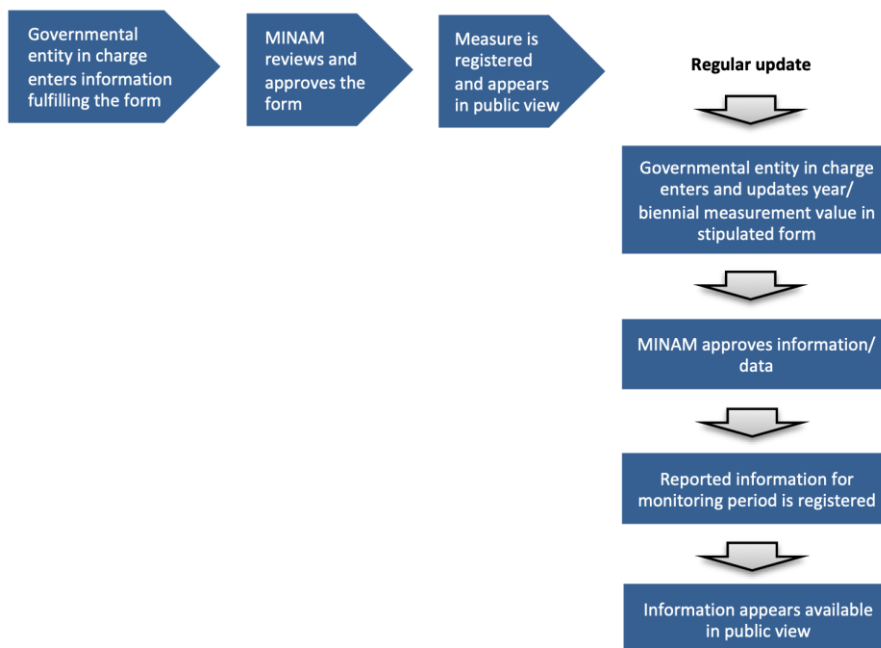 Governmental
entity in charge
enters information
fulfilling the form
MINAM
reviews and
approves the
form
Measure is
registered
and appears
in public view
Regular update
Governmental entity in charge
enters and updates year/
biennial measurement value in
stipulated form
MINAM approves information/
data
Reported information for
monitoring period is registered
Information appears available
in public view